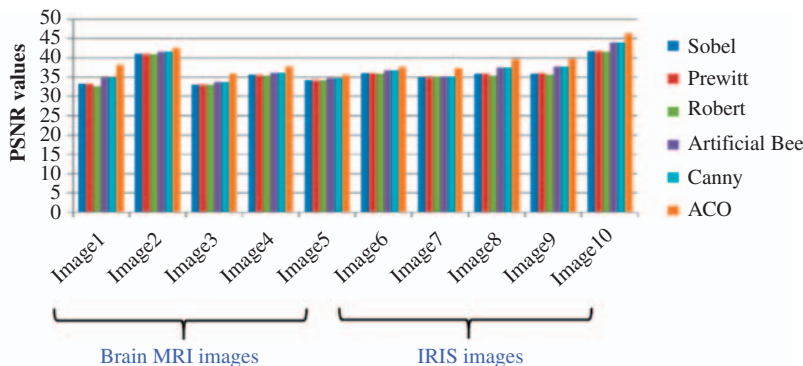 PSNR values
50
45
40
35
30
25
20
15
10
5
0
Image1
Image2
Image3
Image4
Image5
Image6
Image7
Image8
Image9
Image10
Sobel
Prewitt
Robert
Artificial Bee
Canny
ACO
Brain MRI images
IRIS images